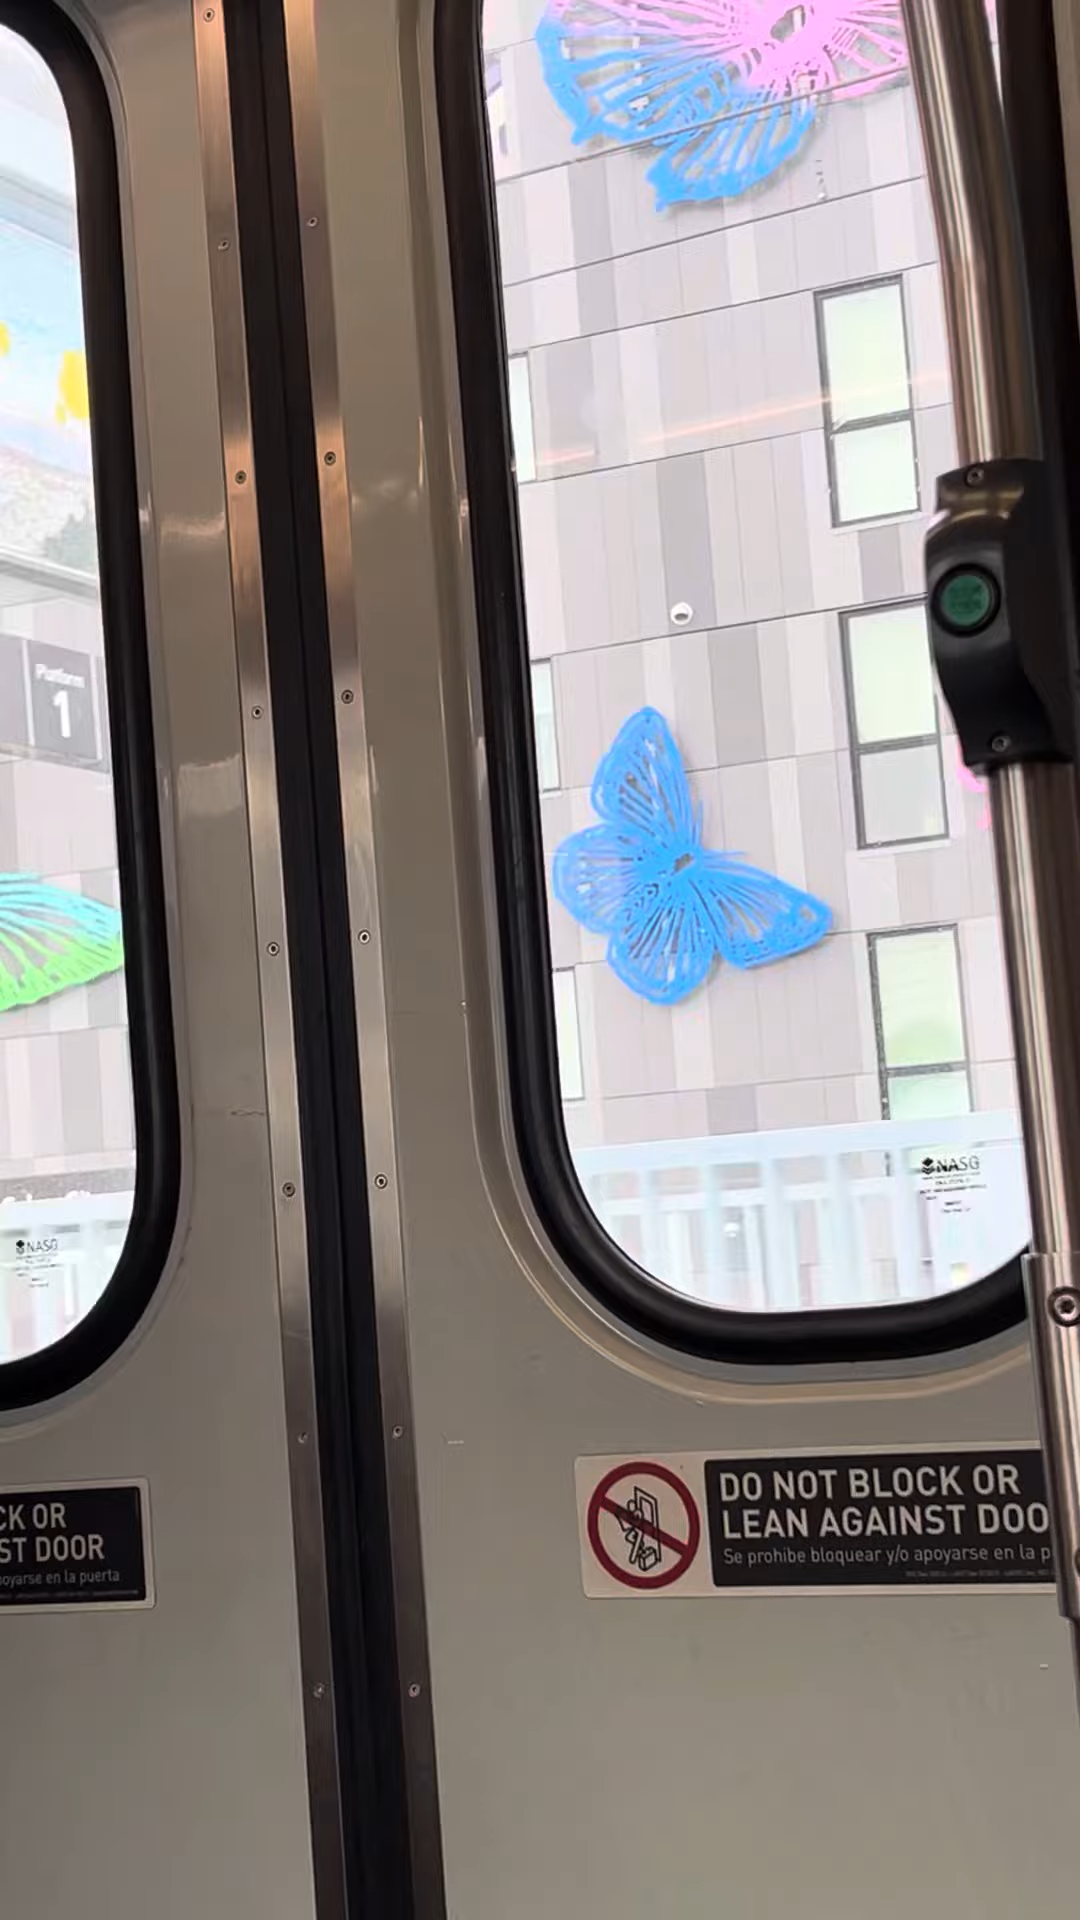 Platform
1
NASG
NASG
CK OR
ST DOOR
poyarse en la puerta
DO NOT BLOCK OR
LEAN AGAINST DOO
Se prohibe bloquear y/o apoyarse en la p